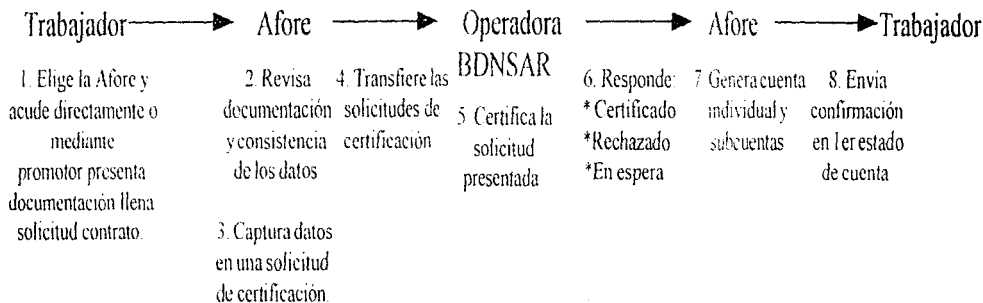 Trabajador Afore Operadora Afore Trabajador
BDNSAR
1. Elige la Afore y
acude directamente o
mediante
promotor presenta
documentación llena
solicitud contrato.
2. Revisa
documentación
y consistencia
de los datos
3. Captura datos
en una solicitud
de certificación.
4. Transfiere las
solicitudes de
certificación
5. Certifica la
solicitud
presentada
6. Responde:
*Certificado
*Rechazado
*En espera
7 Genera cuenta
individual y
subcuentas
8. Envia
confirmación
en 1er estado
de cuenta